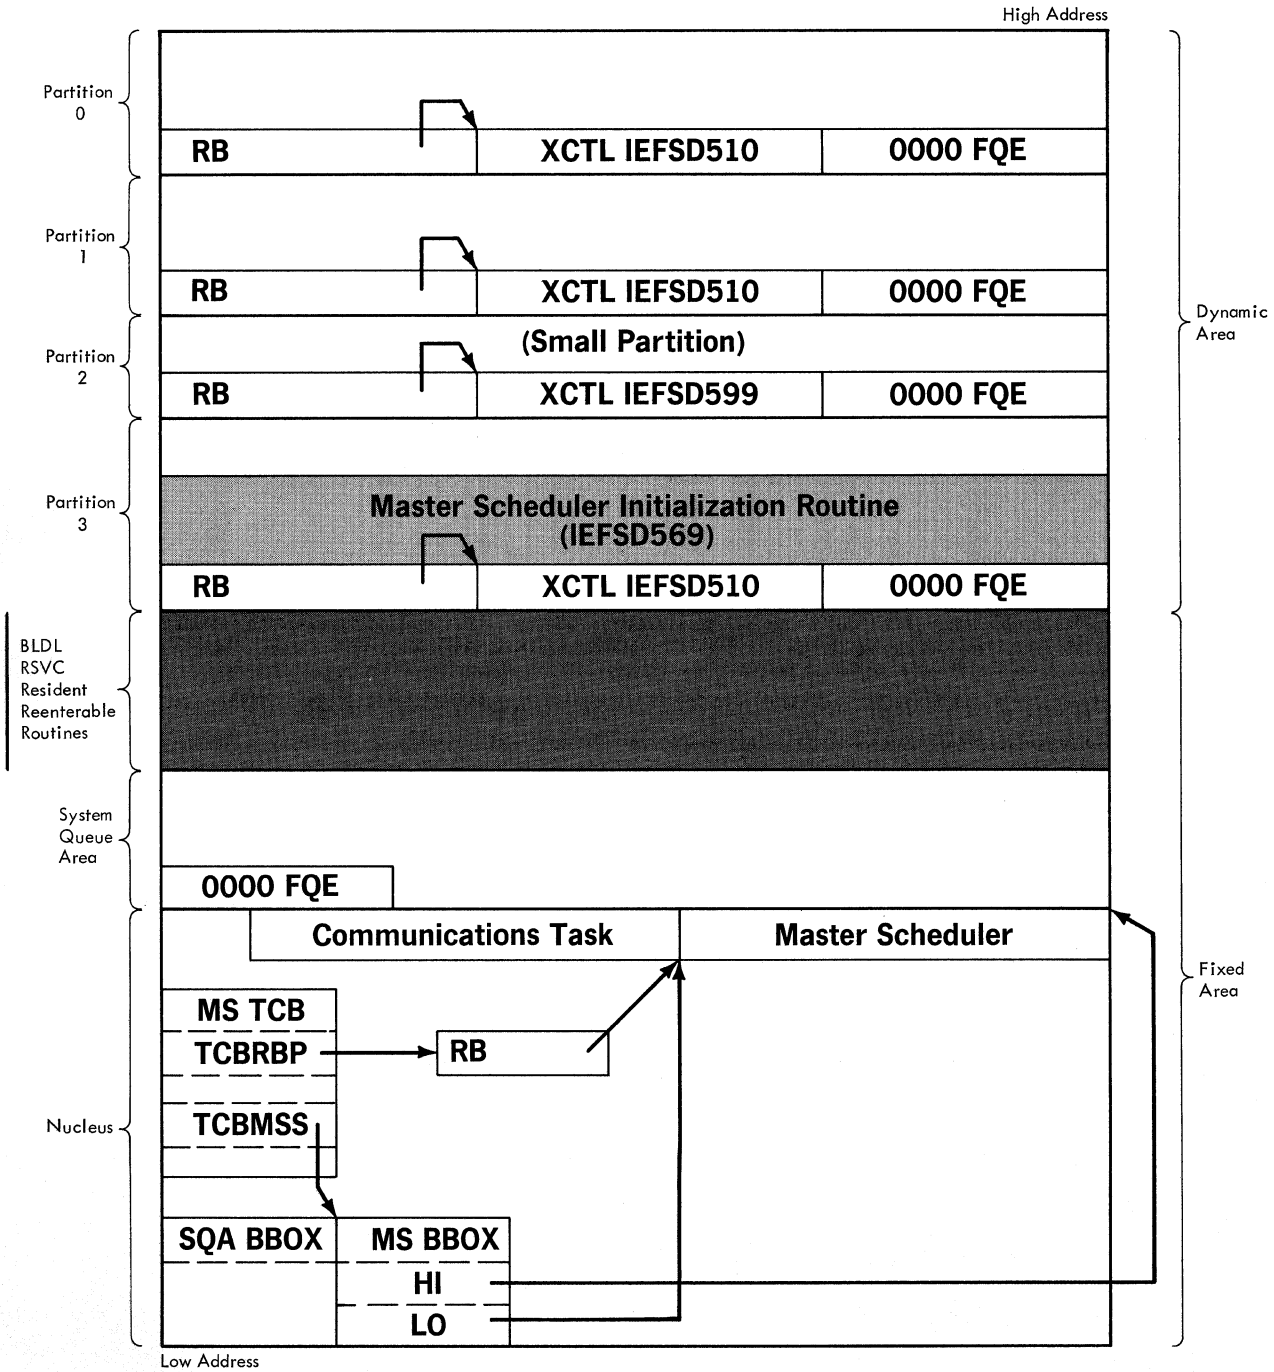 High Address
Partition
0
RB
XCTL IEFSD510
0000 FQE
Partition
1
RB
XCTL IEFSD510
0000 FQE
Dynamic
Area
(Small Partition)
Partition
2
RB
XCTL IEFSD599
0000 FQE
Partition
3
Master Scheduler Initialization Routine
(IEFSD569)
RB
XCTL IEFSD510
0000 FQE
BLDL
RSVC
Resident
Reenterable
Routines
System
Queue
Area
0000 FQE
Communications Task
Master Scheduler
Fixed
Area
MS TCB
TCBRBP
RB
TCBMSS
Nucleus
SQA BBOX
MS BBOX
HI
LO
Low Address